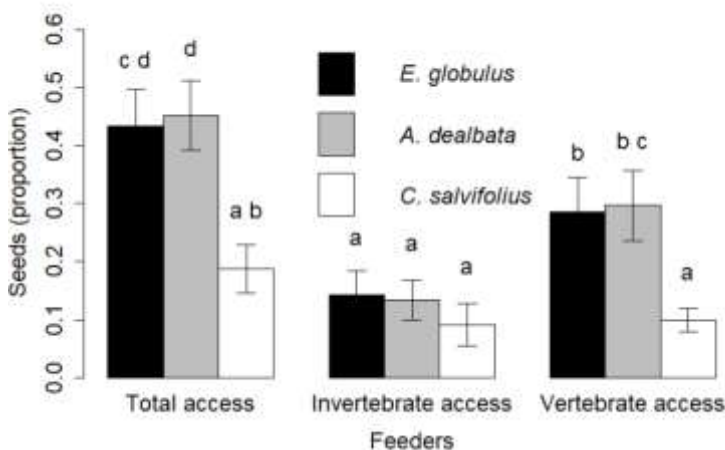 0.6
0.5
0.4
0.3
0.2
0.1
0.0
Seeds (proportion)
c d
d
a b
E. globulus
A. dealbata
C. salvifolius
a
a
a
b
b c
a
Total access
Invertebrate access
Vertebrate access
Feeders